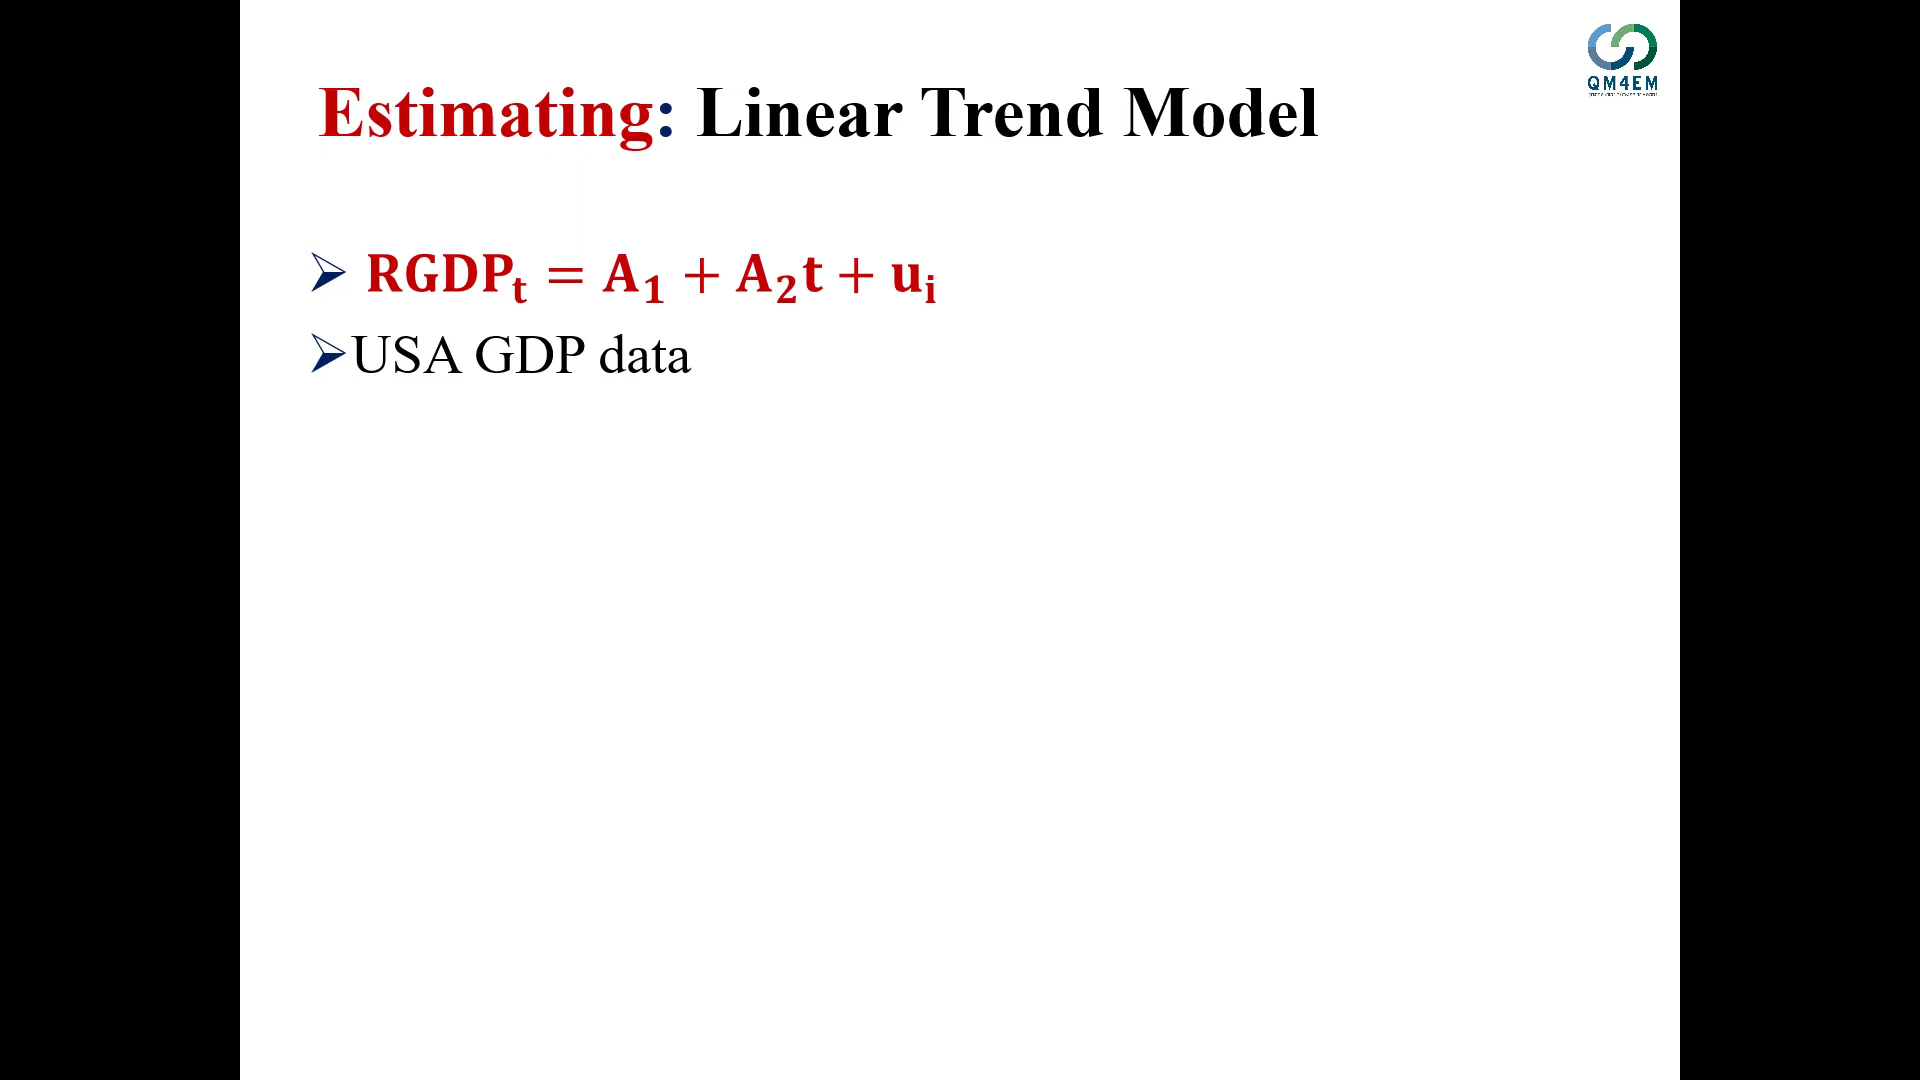 QM4EM
Estimating: Linear Trend Model
➢ RGDPₜ = A₁ + A₂t + uᵢ
➢USA GDP data